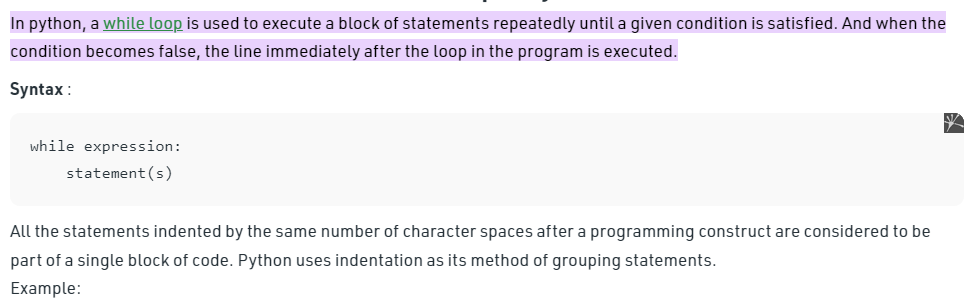 In python, a while loop is used to execute a block of statements repeatedly until a given condition is satisfied. And when the
condition becomes false, the line immediately after the loop in the program is executed.
Syntax :
while expression:
    statement(s)
All the statements indented by the same number of character spaces after a programming construct are considered to be
part of a single block of code. Python uses indentation as its method of grouping statements.
Example: